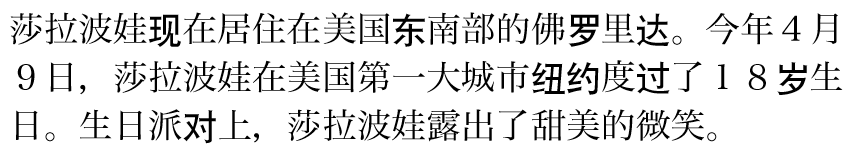 莎拉波娃现在居住在美国东南部的佛罗里达。今年４月
９日，莎拉波娃在美国第一大城市纽约度过了１８岁生
日。生日派对上，莎拉波娃露出了甜美的微笑。